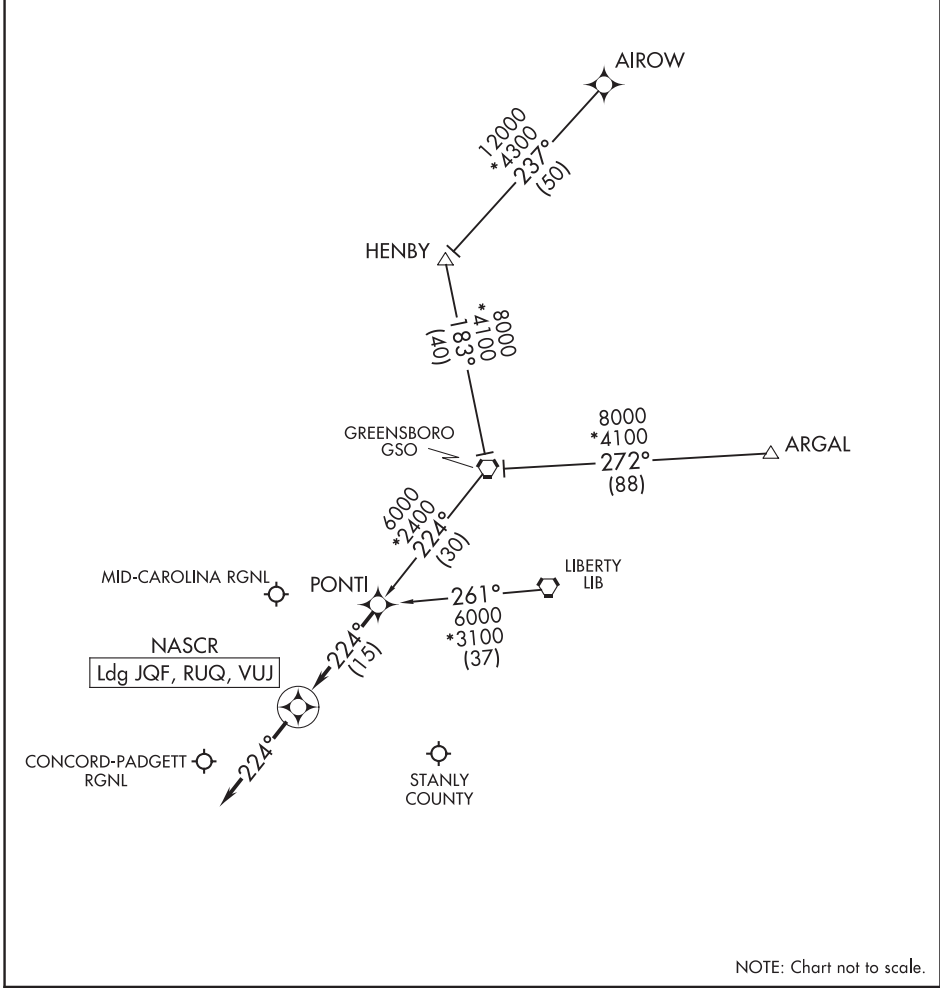 AIROW
12000
*4300
237°
(50)
HENBY
8000
*4100
183°
(40)
GREENSBORO
GSO
8000
*4100
272°
(88)
ARGAL
6000
*2400
224°
(30)
MID-CAROLINA RGNL
PONTI
LIBERTY
LIB
261°
6000
*3100
(37)
224°
(15)
NASCR
Ldg JQF, RUQ, VUJ
224°
CONCORD-PADGETT
RGNL
STANLY
COUNTY
NOTE: Chart not to scale.